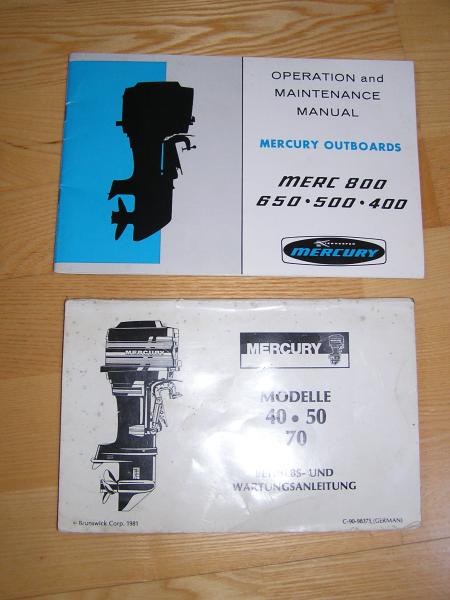 OPERATION and
MAINTENANCE
MANUAL
MERCURY OUTBOARDS
MERC 800
650 • 500 • 400
MERCURY
MERCURY
MERCURY
MODELLE
40 • 50
70
BETRIEBS- UND
WARTUNGSANLEITUNG
© Brunswick Corp. 1981
(GERMAN)